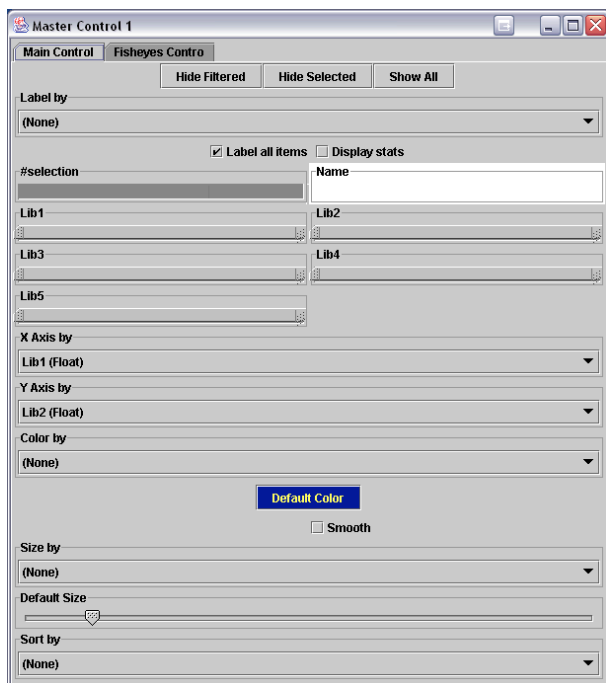 Master Control 1
Main Control Fisheyes Contro
Hide Filtered Hide Selected Show All
Label by
(None)
Label all items Display stats
#selection Name
Lib1 Lib2
Lib3 Lib4
Lib5
X Axis by
Lib1 (Float)
Y Axis by
Lib2 (Float)
Color by
(None)
Default Color
Smooth
Size by
(None)
Default Size
Sort by
(None)